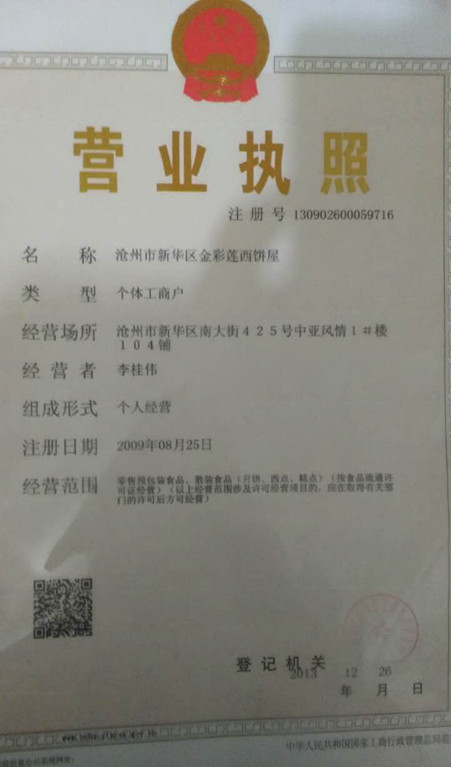 营业执照
注册号 130902600059716
名称 沧州市新华区金彩莲西饼屋
类型 个体工商户
经营场所 沧州市新华区南大街425号中亚风情1#楼
104铺
经营者 李桂伟
组成形式 个人经营
注册日期 2009年08月25日
经营范围 零售预包装食品、散装食品（月饼、西点、糕点）（按食品流通许
可证经营）（以上经营范围涉及许可经营项目的，应在取得有关部
门的许可后方可经营）
登记机关
2013 12 26
年 月 日
中华人民共和国国家工商行政管理总局